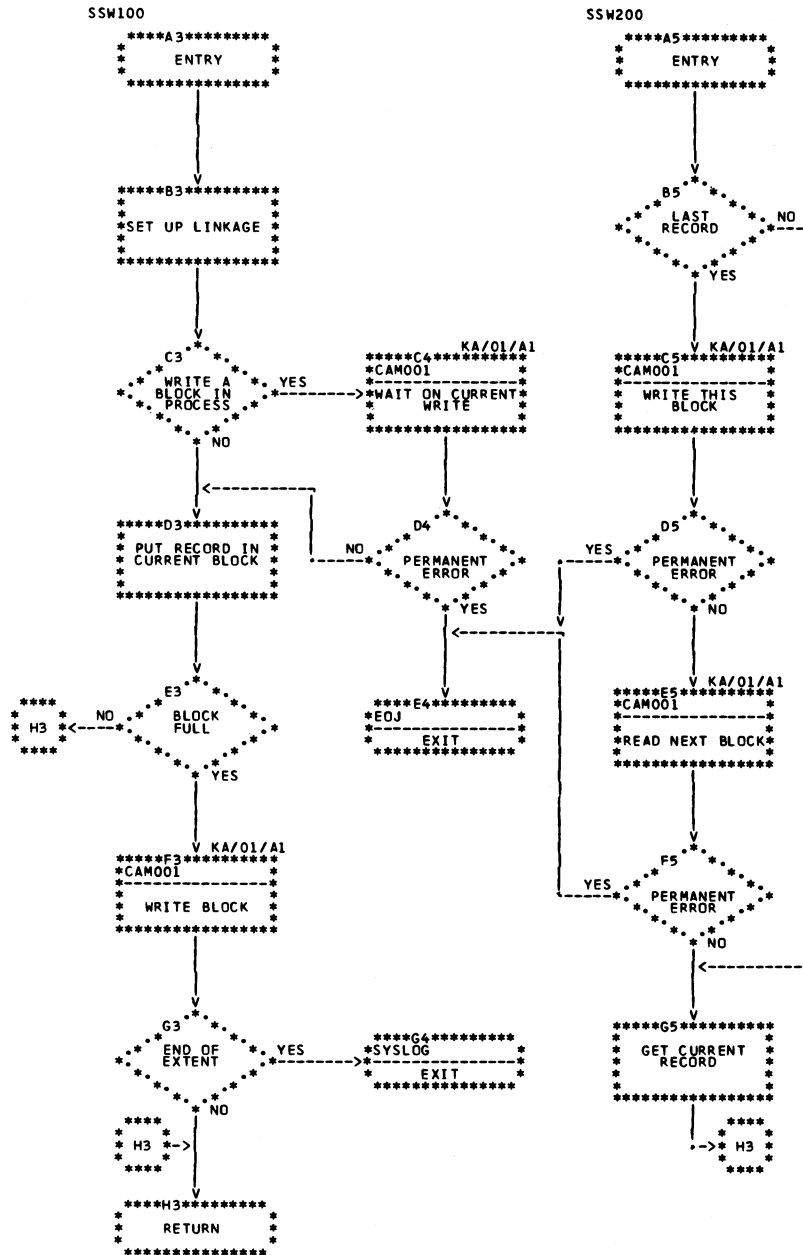 SSW100
A3
ENTRY
B3
SET UP LINKAGE
C3
WRITE A
BLOCK IN
PROCESS
YES
NO
KA/01/A1
C4
CAM001
WAIT ON CURRENT
WRITE
D3
PUT RECORD IN
CURRENT BLOCK
D4
PERMANENT
ERROR
NO
YES
E3
BLOCK
FULL
NO
H3
YES
E4
EOJ
EXIT
KA/01/A1
F3
CAM001
WRITE BLOCK
G3
END OF
EXTENT
YES
NO
G4
SYSLOG
EXIT
H3
H3
RETURN
SSW200
A5
ENTRY
B5
LAST
RECORD
NO
YES
KA/01/A1
C5
CAM001
WRITE THIS
BLOCK
D5
PERMANENT
ERROR
YES
NO
KA/01/A1
E5
CAM001
READ NEXT BLOCK
F5
PERMANENT
ERROR
YES
NO
G5
GET CURRENT
RECORD
H3